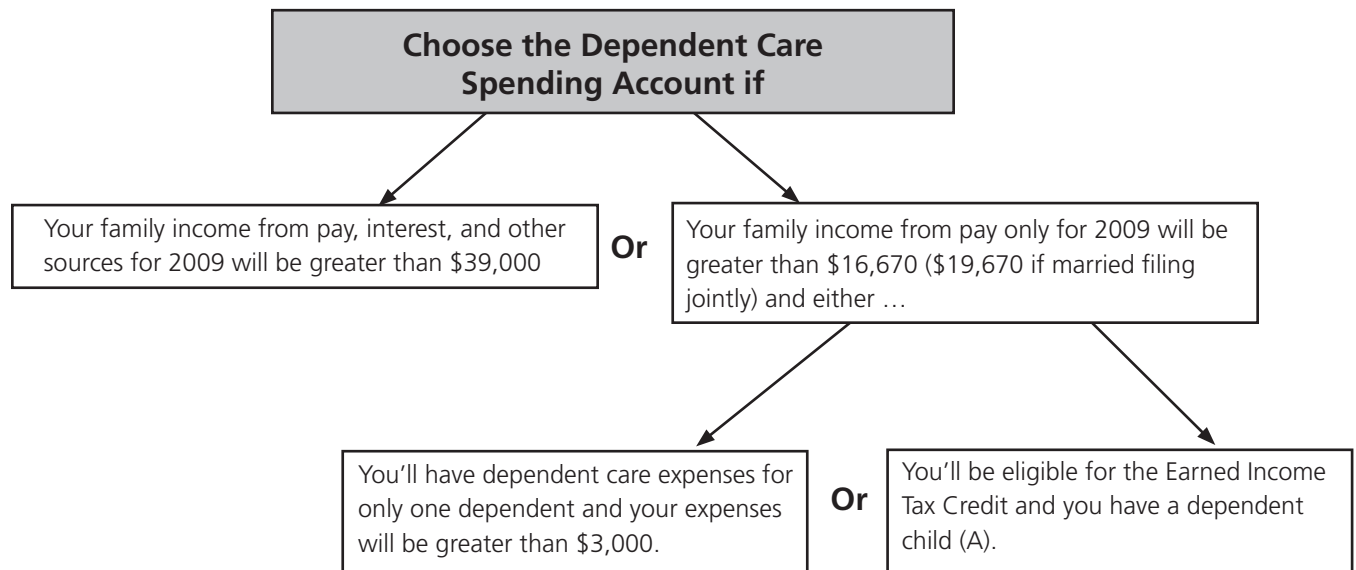 Choose the Dependent Care
Spending Account if
Your family income from pay, interest, and other
sources for 2009 will be greater than $39,000
Or
Your family income from pay only for 2009 will be
greater than $16,670 ($19,670 if married filing
jointly) and either …
You’ll have dependent care expenses for
only one dependent and your expenses
will be greater than $3,000.
Or
You’ll be eligible for the Earned Income
Tax Credit and you have a dependent
child (A).